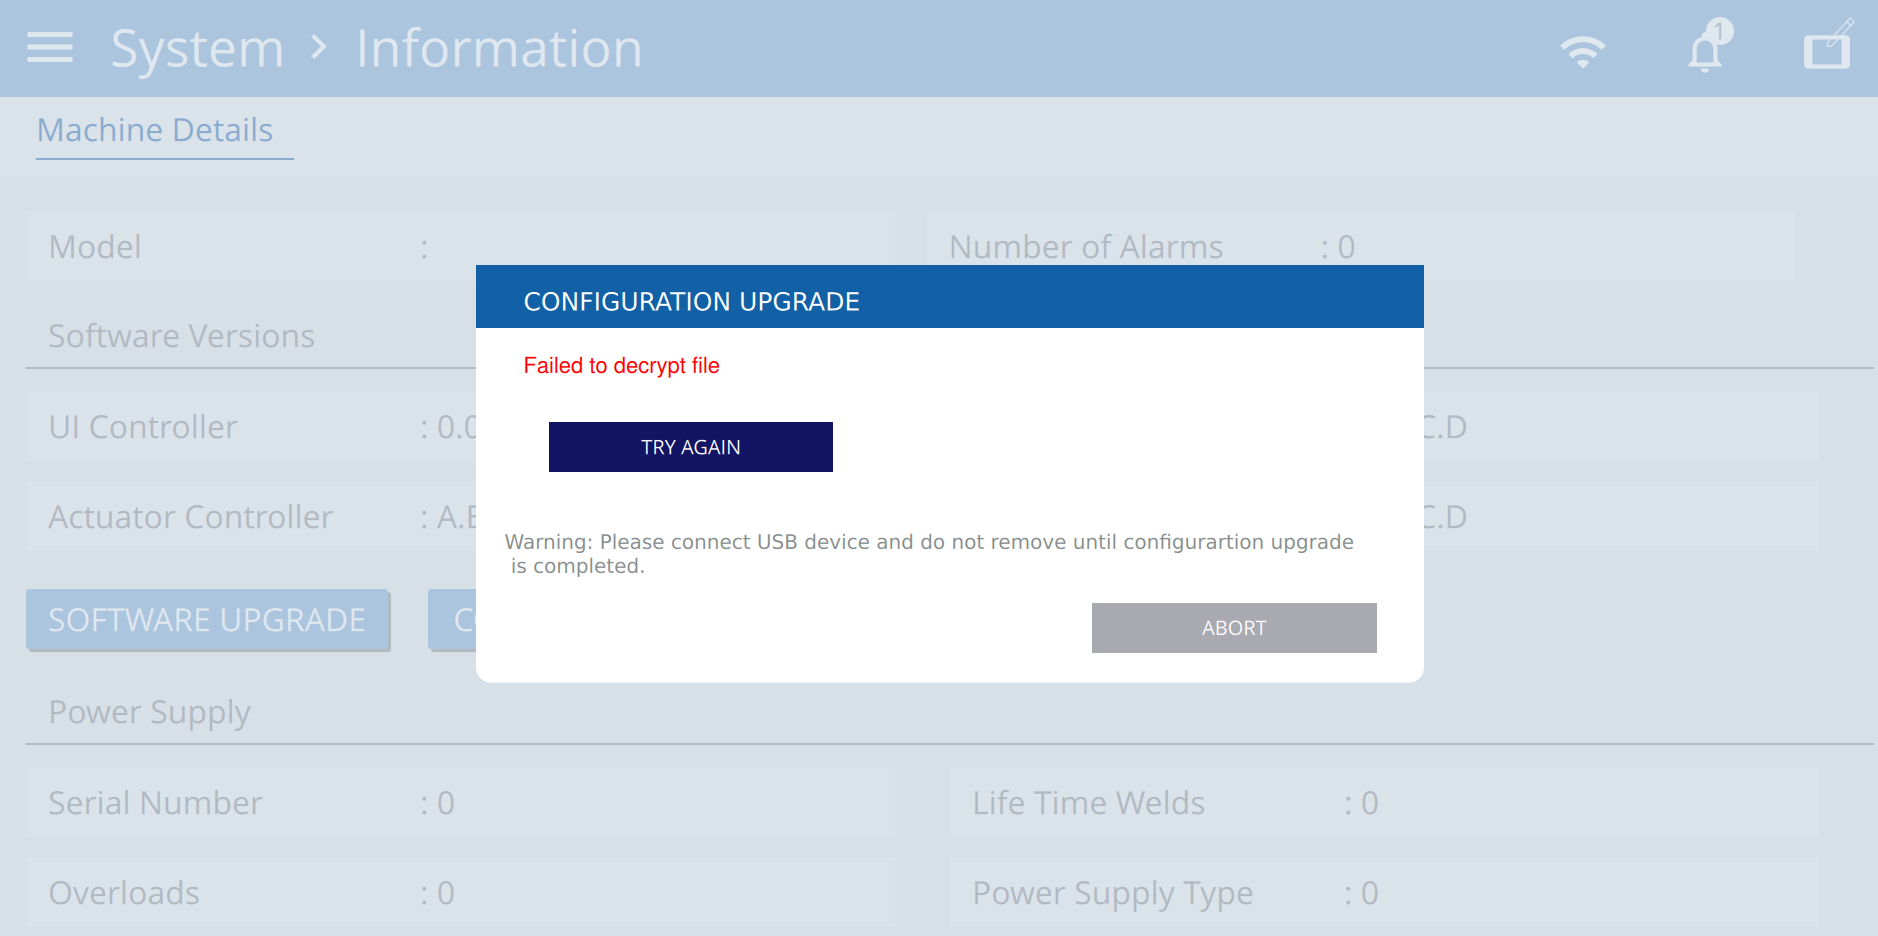 System > Information
1
Machine Details
Model :
Number of Alarms : 0
CONFIGURATION UPGRADE
Software Versions
Failed to decrypt file
UI Controller : 0.0
C.D
TRY AGAIN
Actuator Controller : A.B
C.D
Warning: Please connect USB device and do not remove until configurartion upgrade
is completed.
SOFTWARE UPGRADE
ABORT
Power Supply
Serial Number : 0
Life Time Welds : 0
Overloads : 0
Power Supply Type : 0